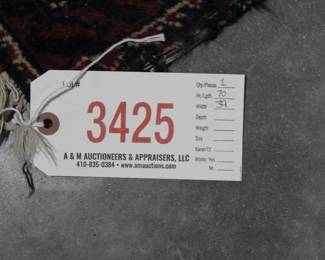 Lot #
3425
A & M AUCTIONEERS & APPRAISERS, LLC
410-835-0384 • www.amauctions.com
Qty/Pieces 1
Ht./Lgth 70
Width 34
Depth
Weight
Size
Karat/Ct
Works: Yes
No